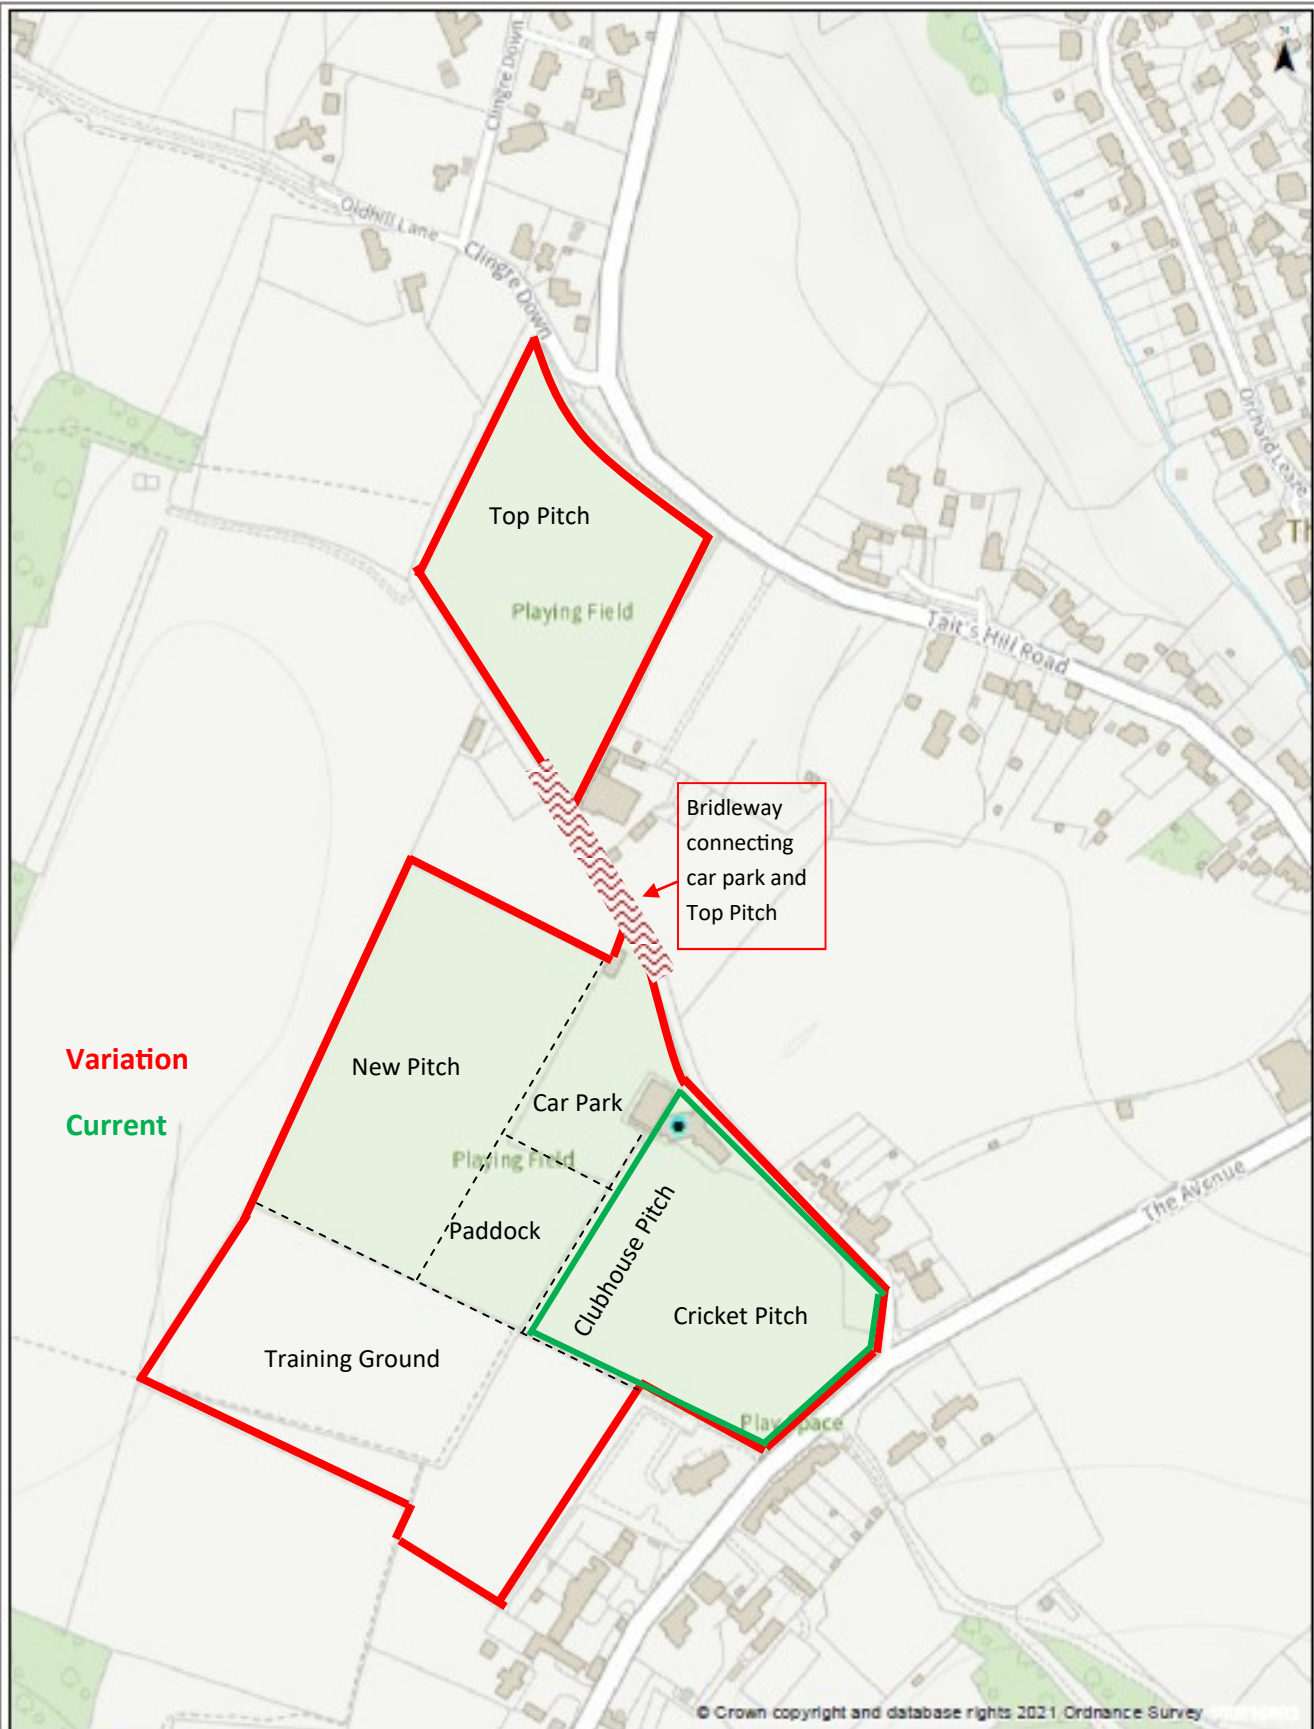 N
Clingre Down
Oldhill Lane
Clingre Down
Orchard Leaze
Top Pitch
Playing Field
Tait's Hill Road
Bridleway
connecting
car park and
Top Pitch
Variation
Current
New Pitch
Car Park
Playing Field
Paddock
Clubhouse Pitch
Cricket Pitch
The Avenue
Training Ground
Play Space
© Crown copyright and database rights 2021 Ordnance Survey